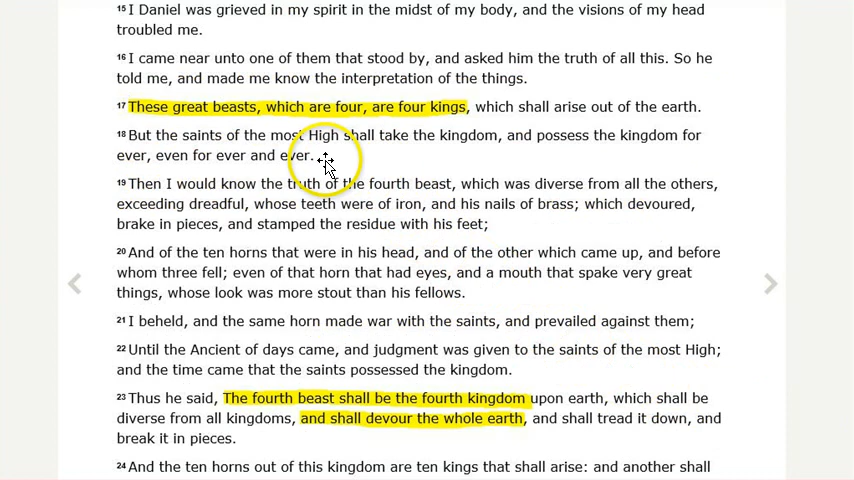 15 I Daniel was grieved in my spirit in the midst of my body, and the visions of my head
troubled me.
16 I came near unto one of them that stood by, and asked him the truth of all this. So he
told me, and made me know the interpretation of the things.
17 These great beasts, which are four, are four kings, which shall arise out of the earth.
18 But the saints of the most High shall take the kingdom, and possess the kingdom for
ever, even for ever and ever.
19 Then I would know the truth of the fourth beast, which was diverse from all the others,
exceeding dreadful, whose teeth were of iron, and his nails of brass; which devoured,
brake in pieces, and stamped the residue with his feet;
20 And of the ten horns that were in his head, and of the other which came up, and before
whom three fell; even of that horn that had eyes, and a mouth that spake very great
things, whose look was more stout than his fellows.
21 I beheld, and the same horn made war with the saints, and prevailed against them;
22 Until the Ancient of days came, and judgment was given to the saints of the most High;
and the time came that the saints possessed the kingdom.
23 Thus he said, The fourth beast shall be the fourth kingdom upon earth, which shall be
diverse from all kingdoms, and shall devour the whole earth, and shall tread it down, and
break it in pieces.
24 And the ten horns out of this kingdom are ten kings that shall arise: and another shall